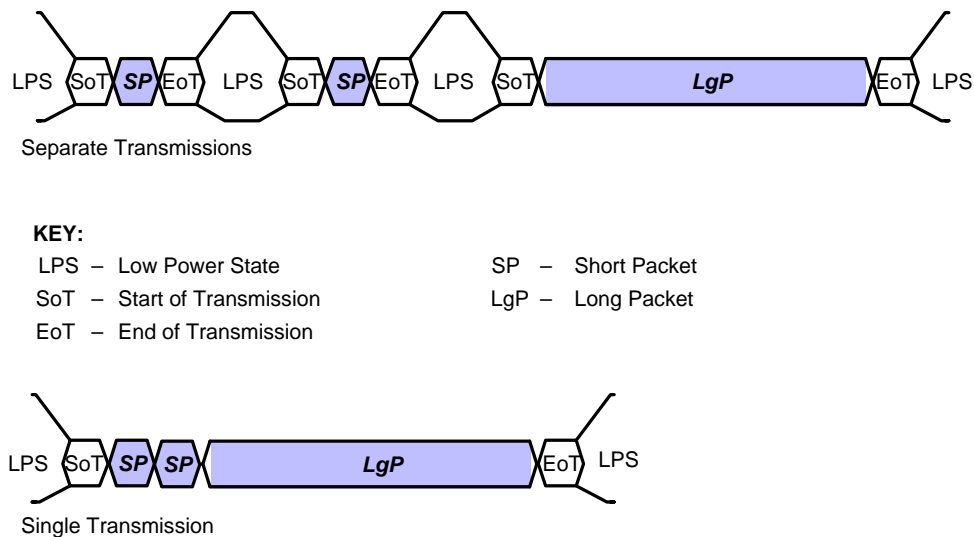 LPS SoT SP EoT LPS SoT SP EoT LPS SoT LgP EoT LPS
Separate Transmissions
KEY:
LPS – Low Power State SP – Short Packet
SoT – Start of Transmission LgP – Long Packet
EoT – End of Transmission
LPS SoT SP SP LgP EoT LPS
Single Transmission